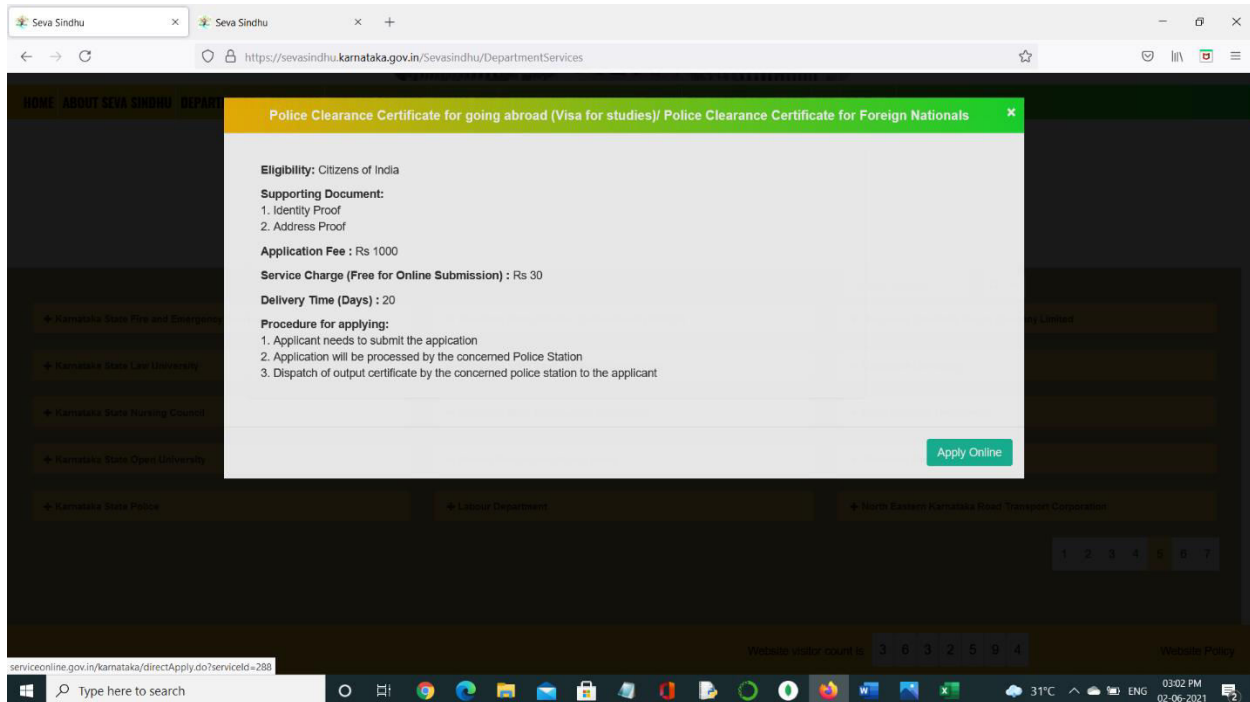 Seva Sindhu
Seva Sindhu
https://sevasindhu.karnataka.gov.in/Sevasindhu/DepartmentServices
HOME ABOUT SEVA SINDHU DEPART
Police Clearance Certificate for going abroad (Visa for studies)/ Police Clearance Certificate for Foreign Nationals ×
Eligibility: Citizens of India
Supporting Document:
1. Identity Proof
2. Address Proof
Application Fee : Rs 1000
Service Charge (Free for Online Submission) : Rs 30
Delivery Time (Days) : 20
Procedure for applying:
1. Applicant needs to submit the appication
2. Application will be processed by the concerned Police Station
3. Dispatch of output certificate by the concerned police station to the applicant
Apply Online
Karnataka State Fire and Emergency
Limited
Karnataka State Law University
Karnataka State Nursing Council
Karnataka State Open University
Karnataka State Police
Labour Department
North Eastern Karnataka Road Transport Corporation
1 2 3 4 5 6 7
Website visitor count is 3 6 3 2 5 9 4
Website Policy
serviceonline.gov.in/karnataka/directApply.do?serviceId=288
Type here to search
31°C
ENG
03:02 PM
02-06-2021
2